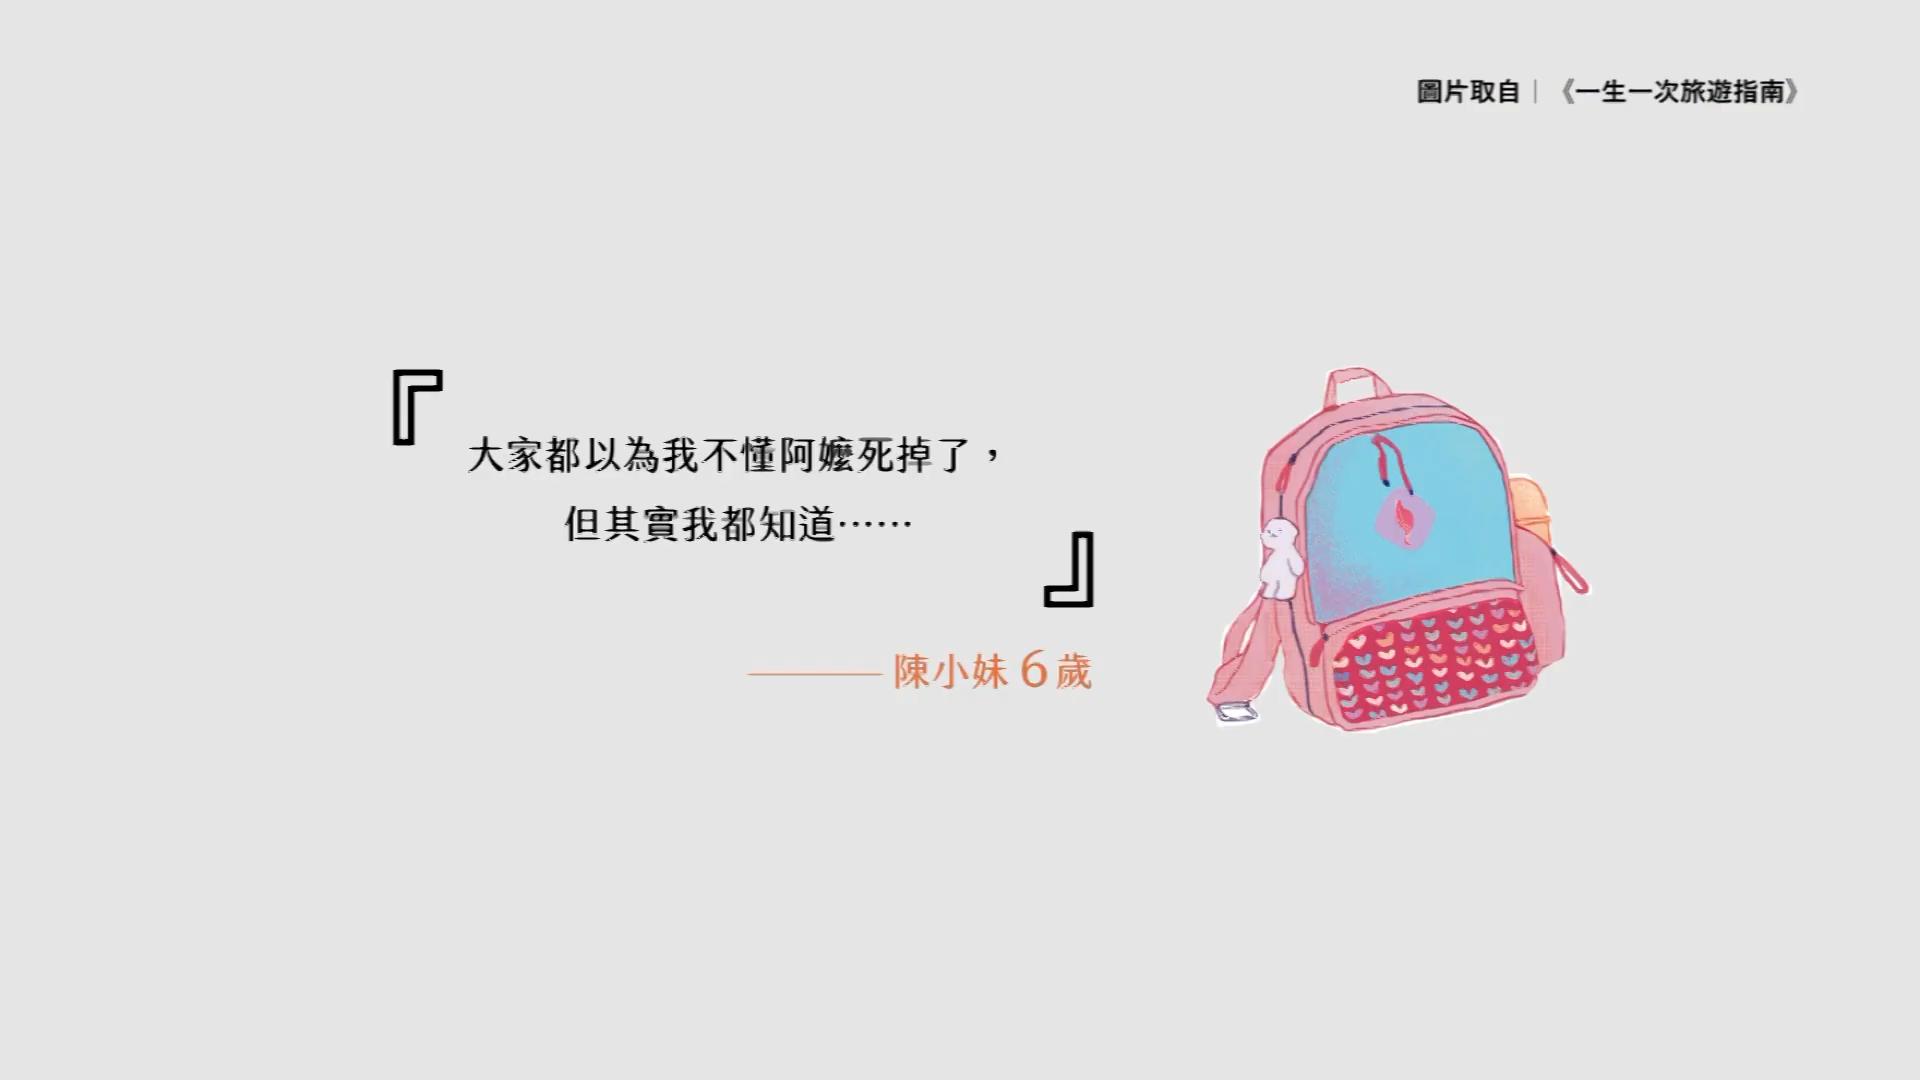 圖片取自｜《一生一次旅遊指南》
『大家都以為我不懂阿嬤死掉了，
但其實我都知道……』
——陳小妹 6 歲